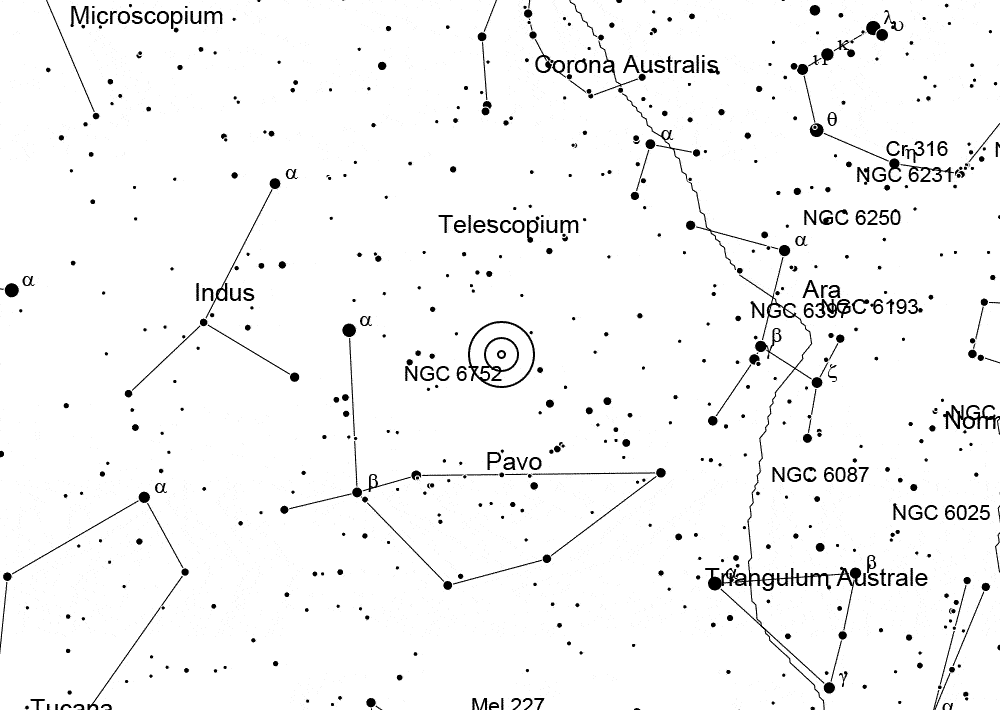 Microscopium
λ
υ
κ
ι1
Corona Australis
θ
α
Cr 316
η
NGC 6231
α
NGC 6250
Telescopium
α
α
Indus
Ara
NGC 6397
NGC 6193
α
β
NGC 6752
ζ
NGC
Norm
Pavo
β
NGC 6087
α
NGC 6025
β
α
Triangulum Australe
γ
Tucana
Mel 227
α